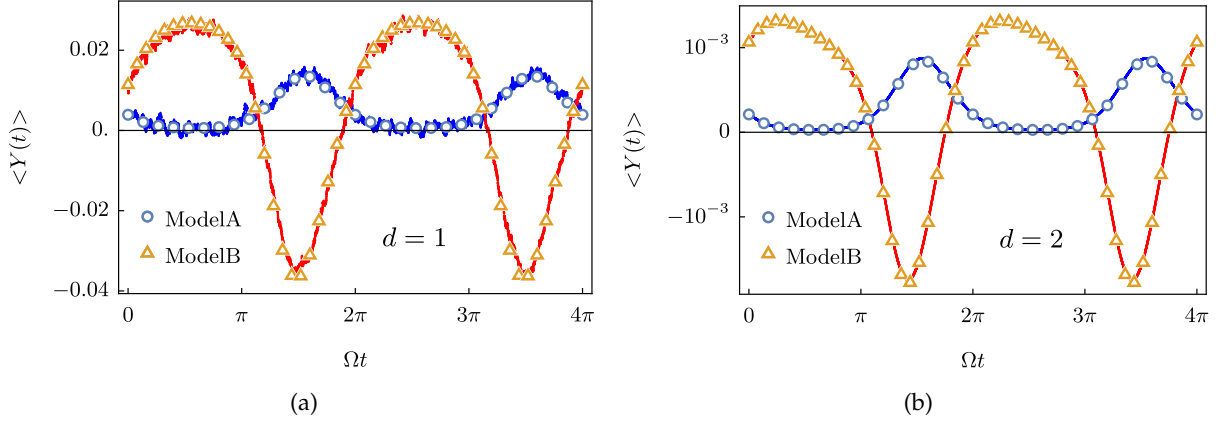 <Y(t)>
0.02
0.
−0.02
−0.04
ModelA
ModelB
d = 1
0
π
2π
3π
4π
Ωt
(a)
<Y(t)>
10⁻³
0
−10⁻³
ModelA
ModelB
d = 2
0
π
2π
3π
4π
Ωt
(b)